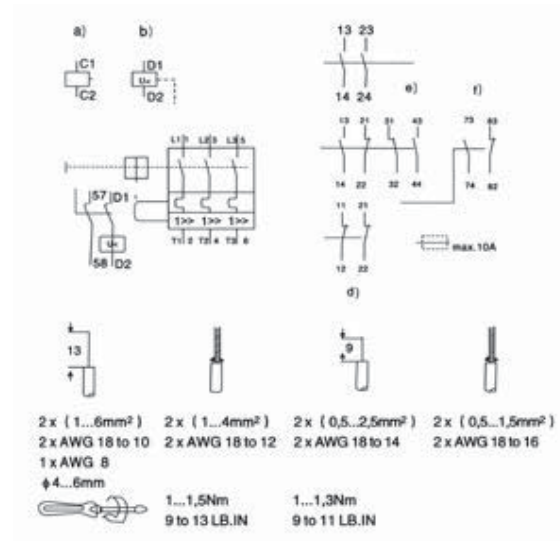 a) b)
C1
C2
D1
U<
D2
13 23
14 24
e) f)
13 21 31 43
14 22 32 44
73 83
74 82
L1 1 L2 3 L3 5
57 D1
U<
58 D2
1>> 1>> 1>>
T1 2 T2 4 T3 6
11 21
12 22
max.10A
d)
13
9
2 x ( 1...6mm² ) 2 x ( 1...4mm² ) 2 x ( 0,5...2,5mm² ) 2 x ( 0,5...1,5mm² )
2 x AWG 18 to 10 2 x AWG 18 to 12 2 x AWG 18 to 14 2 x AWG 18 to 16
1 x AWG 8
ϕ 4...6mm
1...1,5Nm 1...1,3Nm
9 to 13 LB.IN 9 to 11 LB.IN